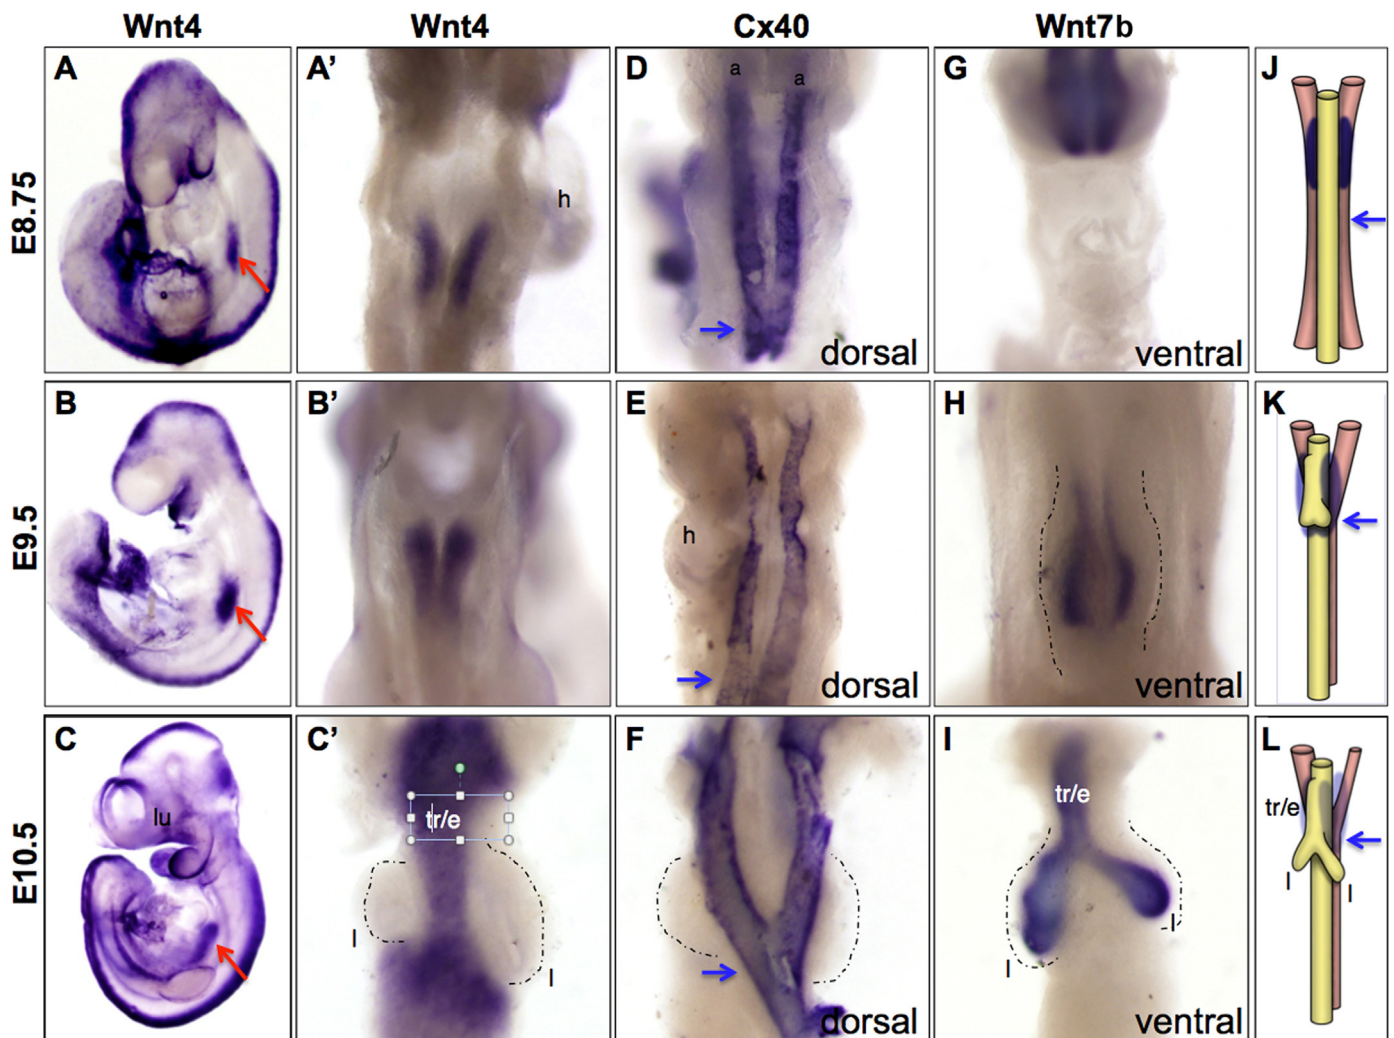 Wnt4 Wnt4 Cx40 Wnt7b
E8.75
A A’ D G J
a a
h
dorsal ventral
E9.5
B B’ E H K
h
dorsal ventral
E10.5
C C’ F I L
lu tr/e tr/e tr/e
l l l l l l
dorsal ventral